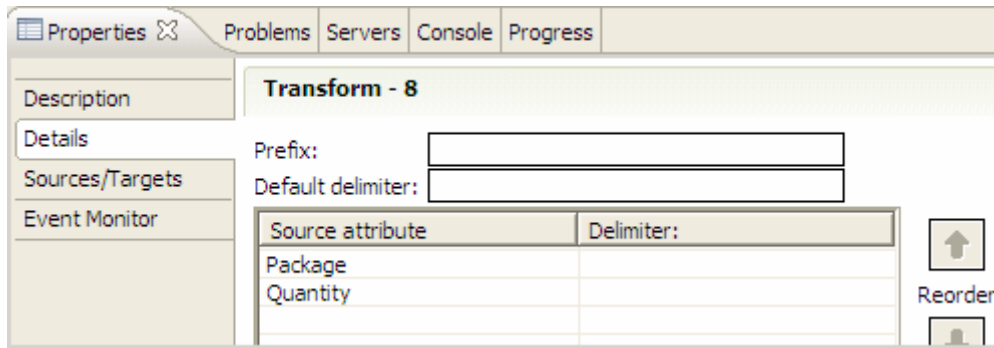 Properties Problems Servers Console Progress
Description
Details
Sources/Targets
Event Monitor
Transform - 8
Prefix:
Default delimiter:
Source attribute Delimiter:
Package
Quantity
Reorder